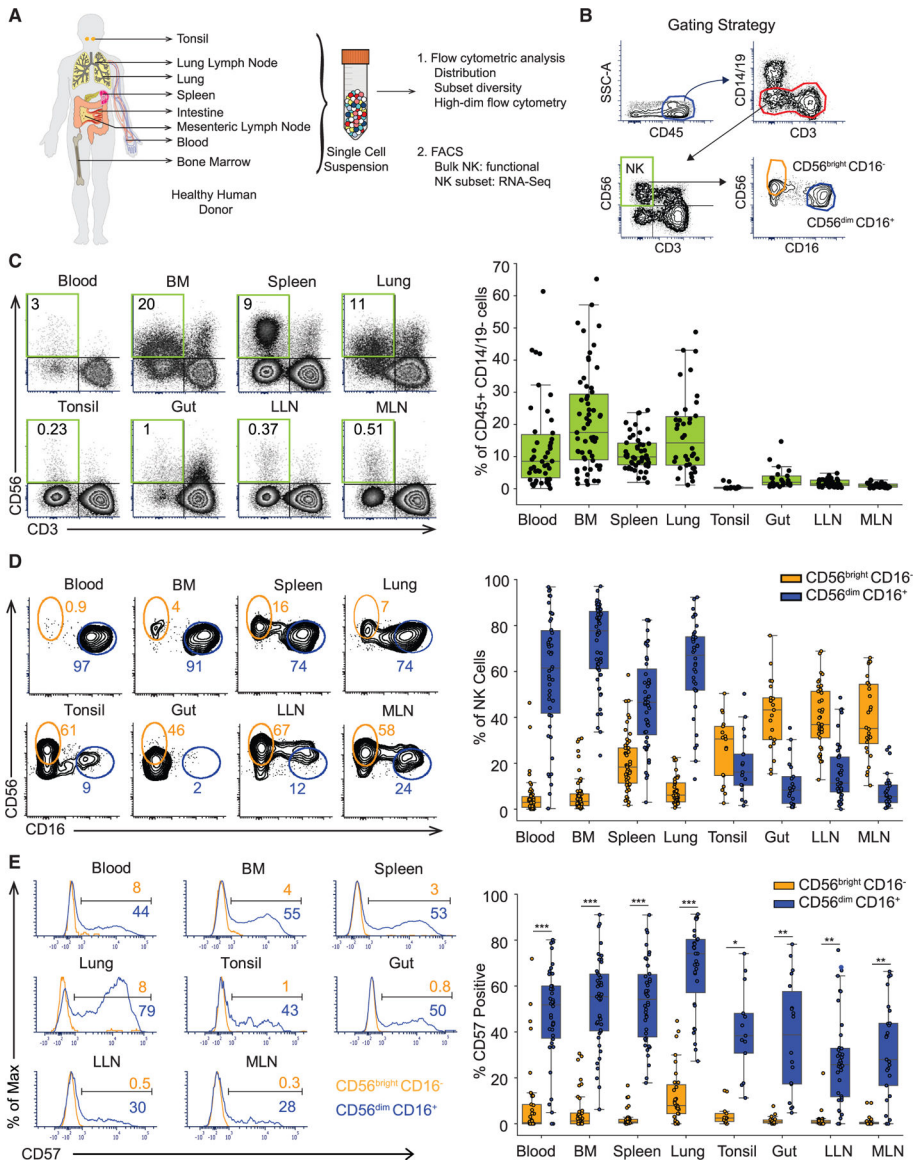 A
Tonsil
Lung Lymph Node
Lung
Spleen
Intestine
Mesenteric Lymph Node
Blood
Bone Marrow
Healthy Human
Donor
Single Cell
Suspension
1. Flow cytometric analysis
Distribution
Subset diversity
High-dim flow cytometry
2. FACS
Bulk NK: functional
NK subset: RNA-Seq
B
Gating Strategy
SSC-A
CD45
CD14/19
CD3
NK
CD56
CD3
CD56
CD16
CD56bright CD16-
CD56dim CD16+
C
Blood BM Spleen Lung
3 20 9 11
Tonsil Gut LLN MLN
0.23 1 0.37 0.51
CD56
CD3
% of CD45+ CD14/19- cells
70
60
50
40
30
20
10
0
Blood BM Spleen Lung Tonsil Gut LLN MLN
D
Blood BM Spleen Lung
0.9 4 16 7
97 91 74 74
Tonsil Gut LLN MLN
61 46 67 58
9 2 12 24
CD56
CD16
CD56bright CD16-
CD56dim CD16+
% of NK Cells
100
80
60
40
20
0
Blood BM Spleen Lung Tonsil Gut LLN MLN
E
Blood BM Spleen
8 4 3
44 55 53
Lung Tonsil Gut
8 1 0.8
79 43 50
LLN MLN
0.5 0.3
30 28
CD56bright CD16-
CD56dim CD16+
% of Max
CD57
CD56bright CD16-
CD56dim CD16+
% CD57 Positive
100
80
60
40
20
0
*** *** *** *** * ** ** **
Blood BM Spleen Lung Tonsil Gut LLN MLN